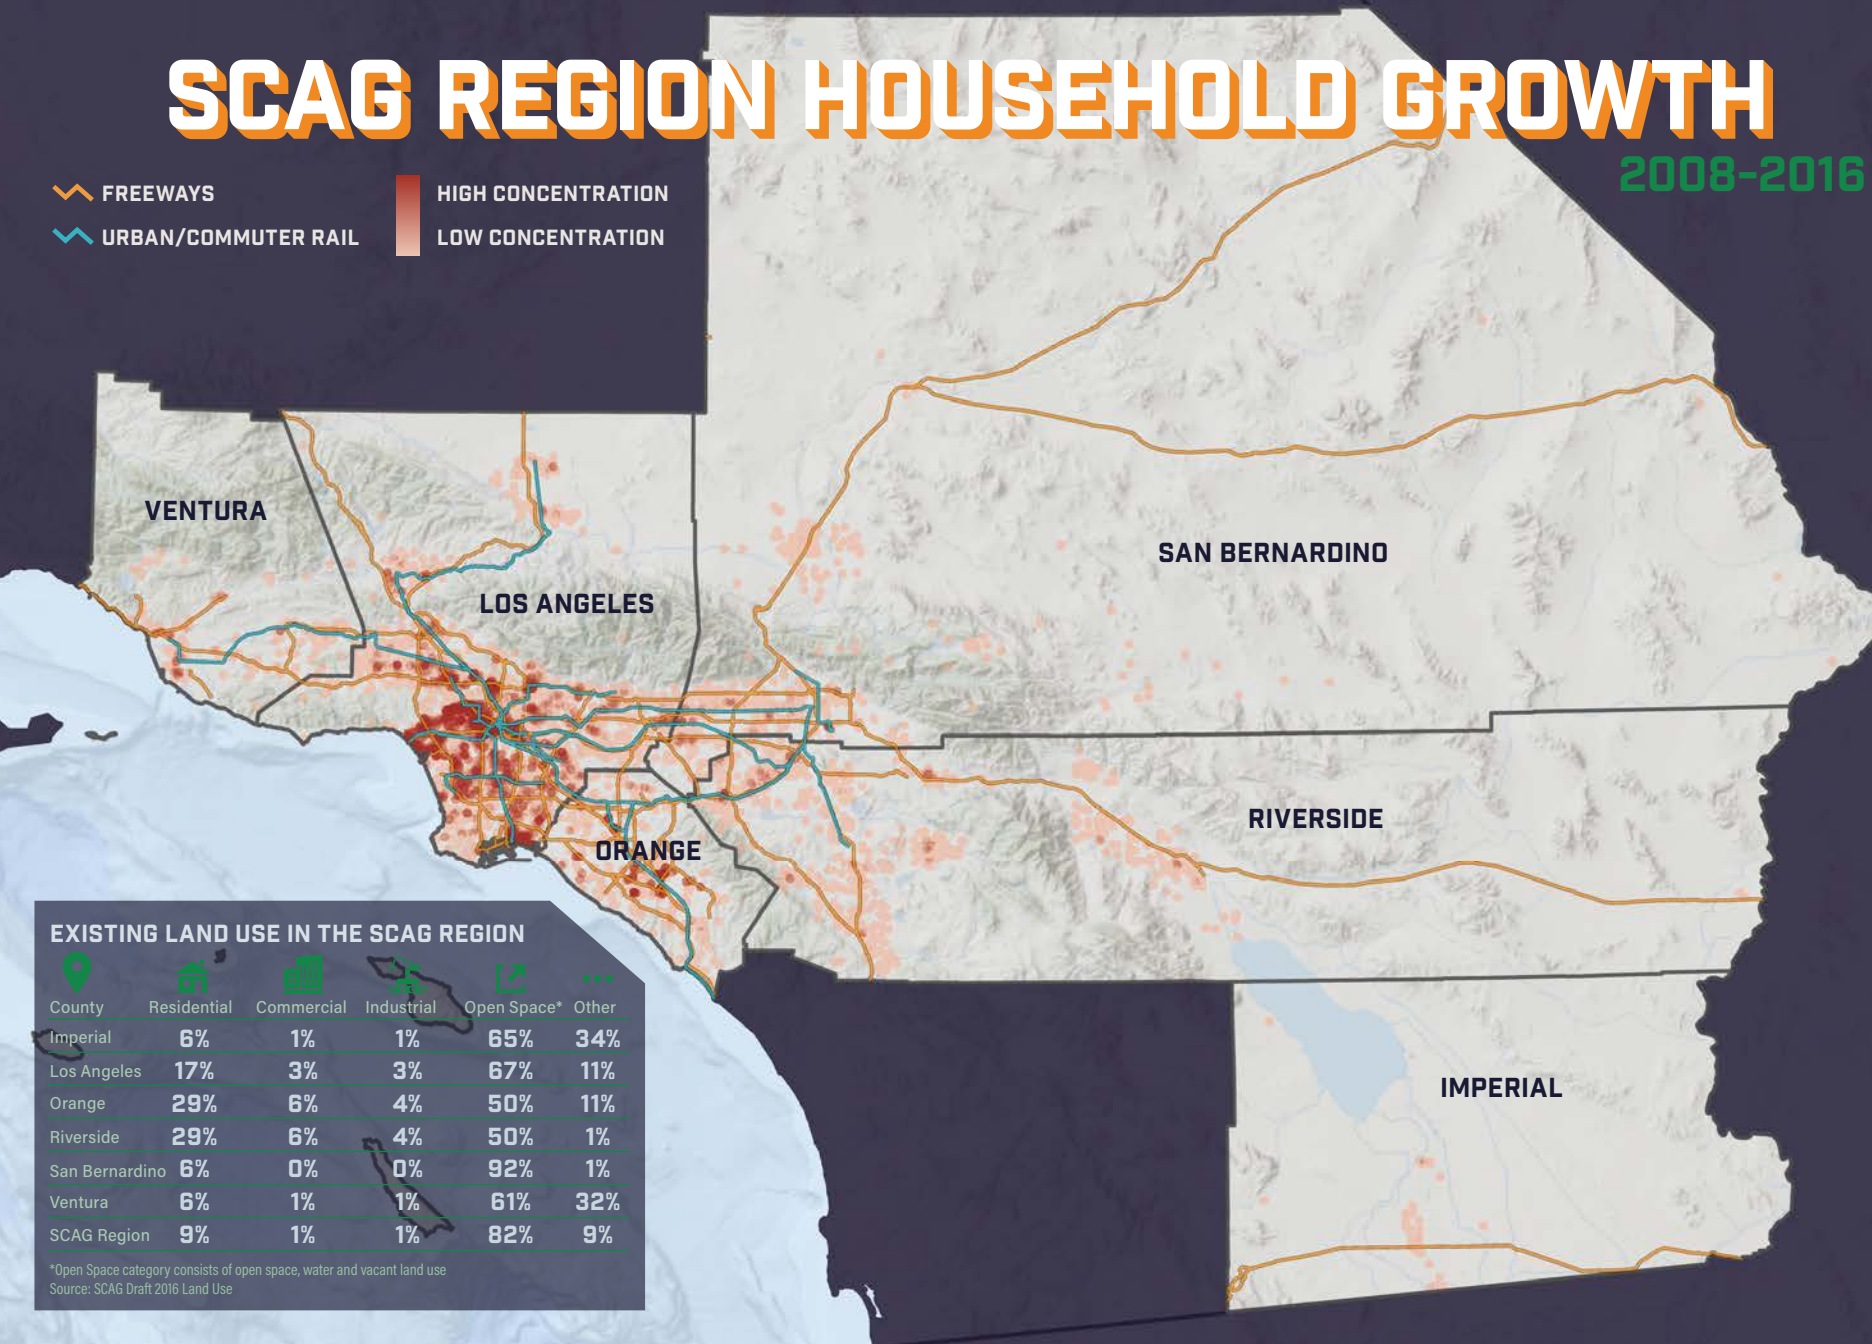 SCAG REGION HOUSEHOLD GROWTH
2008-2016
FREEWAYS
HIGH CONCENTRATION
URBAN/COMMUTER RAIL
LOW CONCENTRATION
VENTURA
SAN BERNARDINO
LOS ANGELES
RIVERSIDE
ORANGE
IMPERIAL
EXISTING LAND USE IN THE SCAG REGION
County Residential Commercial Industrial Open Space* Other
Imperial 6% 1% 1% 65% 34%
Los Angeles 17% 3% 3% 67% 11%
Orange 29% 6% 4% 50% 11%
Riverside 29% 6% 4% 50% 1%
San Bernardino 6% 0% 0% 92% 1%
Ventura 6% 1% 1% 61% 32%
SCAG Region 9% 1% 1% 82% 9%
*Open Space category consists of open space, water and vacant land use
Source: SCAG Draft 2016 Land Use